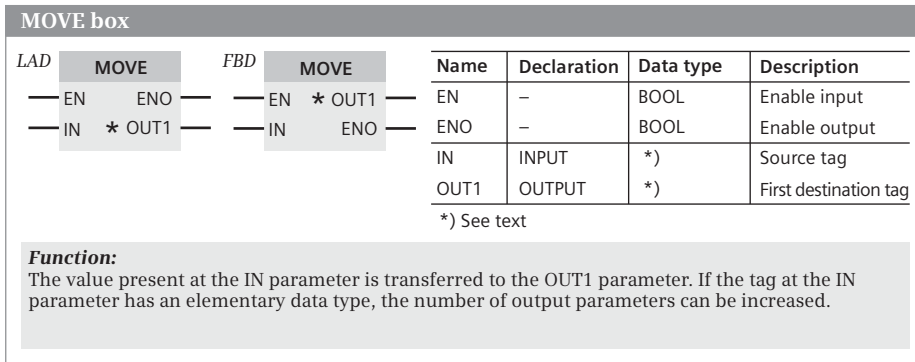 MOVE box
LAD
MOVE
EN ENO
IN * OUT1
FBD
MOVE
EN * OUT1
IN ENO
Name Declaration Data type Description
EN – BOOL Enable input
ENO – BOOL Enable output
IN INPUT *) Source tag
OUT1 OUTPUT *) First destination tag
*) See text
Function:
The value present at the IN parameter is transferred to the OUT1 parameter. If the tag at the IN
parameter has an elementary data type, the number of output parameters can be increased.